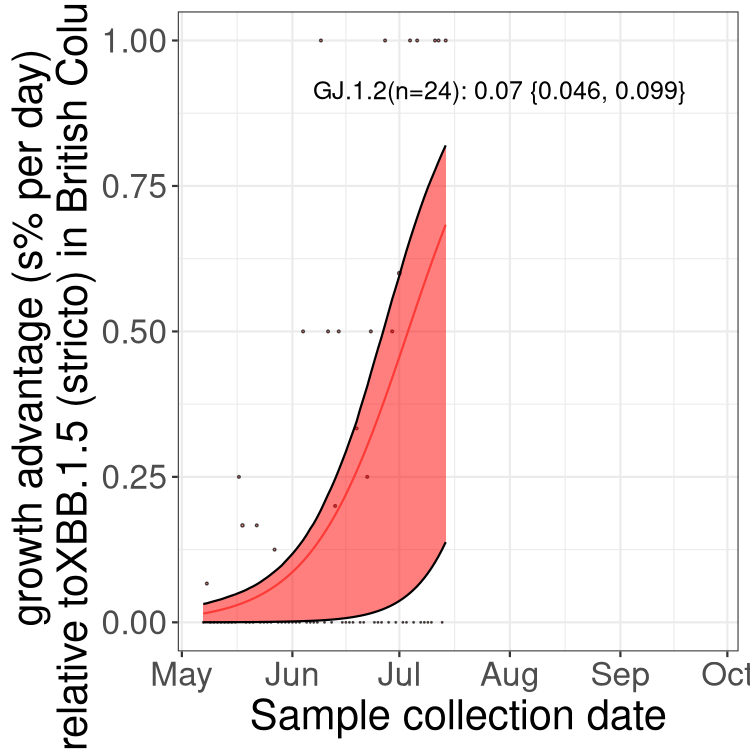 growth advantage (s% per day)
relative toXBB.1.5 (stricto) in British Colu
1.00
0.75
0.50
0.25
0.00
GJ.1.2(n=24): 0.07 {0.046, 0.099}
May Jun Jul Aug Sep Oct
Sample collection date